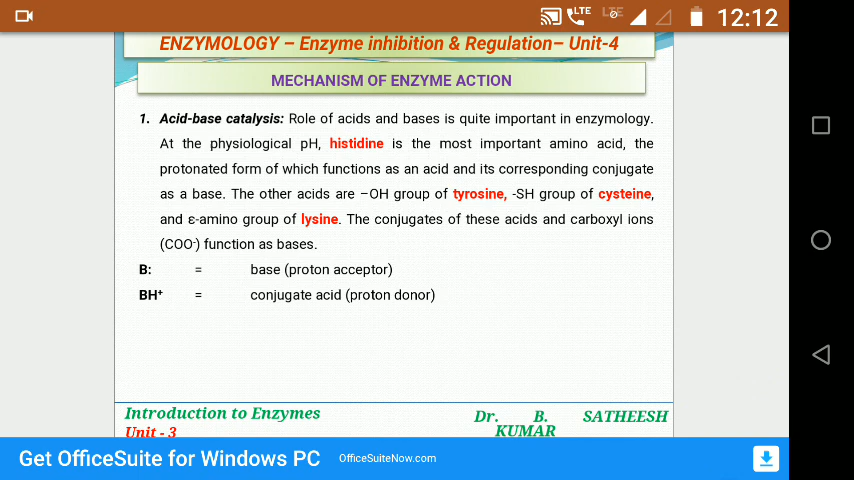 LTE LTE 12:12
ENZYMOLOGY – Enzyme inhibition & Regulation– Unit-4
MECHANISM OF ENZYME ACTION
1. Acid-base catalysis: Role of acids and bases is quite important in enzymology.
At the physiological pH, histidine is the most important amino acid, the
protonated form of which functions as an acid and its corresponding conjugate
as a base. The other acids are –OH group of tyrosine, -SH group of cysteine,
and ε-amino group of lysine. The conjugates of these acids and carboxyl ions
(COO⁻) function as bases.
B: = base (proton acceptor)
BH⁺ = conjugate acid (proton donor)
Introduction to Enzymes
Unit - 3
Dr. B. SATHEESH
KUMAR
Get OfficeSuite for Windows PC OfficeSuiteNow.com